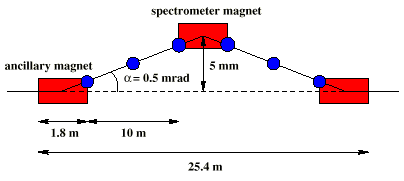 spectrometer magnet
ancillary magnet
α = 0.5 mrad
5 mm
1.8 m
10 m
25.4 m